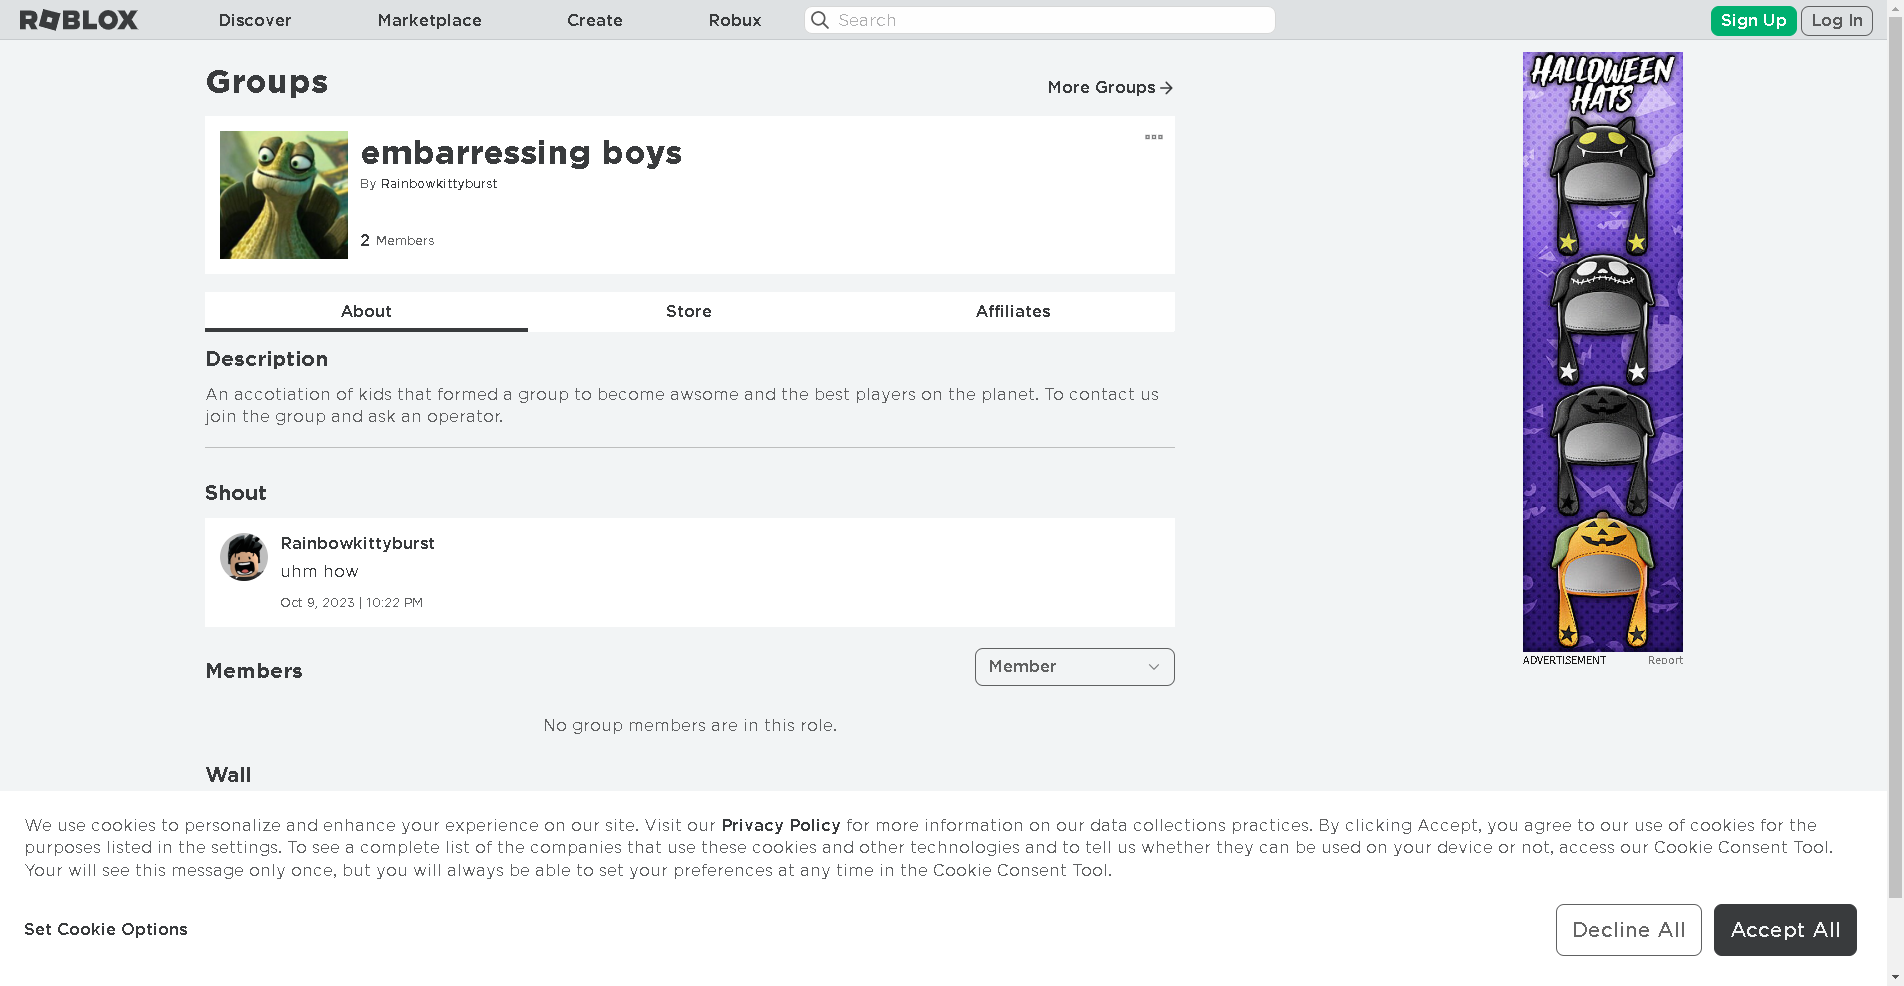 ROBLOX
Discover
Marketplace
Create
Robux
Search
Sign Up
Log In
Groups
More Groups
embarressing boys
By Rainbowkittyburst
2 Members
About
Store
Affiliates
Description
An accotiation of kids that formed a group to become awsome and the best players on the planet. To contact us
join the group and ask an operator.
Shout
Rainbowkittyburst
uhm how
Oct 9, 2023 | 10:22 PM
Members
Member
No group members are in this role.
Wall
HALLOWEEN
HATS
ADVERTISEMENT
Report
We use cookies to personalize and enhance your experience on our site. Visit our Privacy Policy for more information on our data collections practices. By clicking Accept, you agree to our use of cookies for the
purposes listed in the settings. To see a complete list of the companies that use these cookies and other technologies and to tell us whether they can be used on your device or not, access our Cookie Consent Tool.
Your will see this message only once, but you will always be able to set your preferences at any time in the Cookie Consent Tool.
Set Cookie Options
Decline All
Accept All